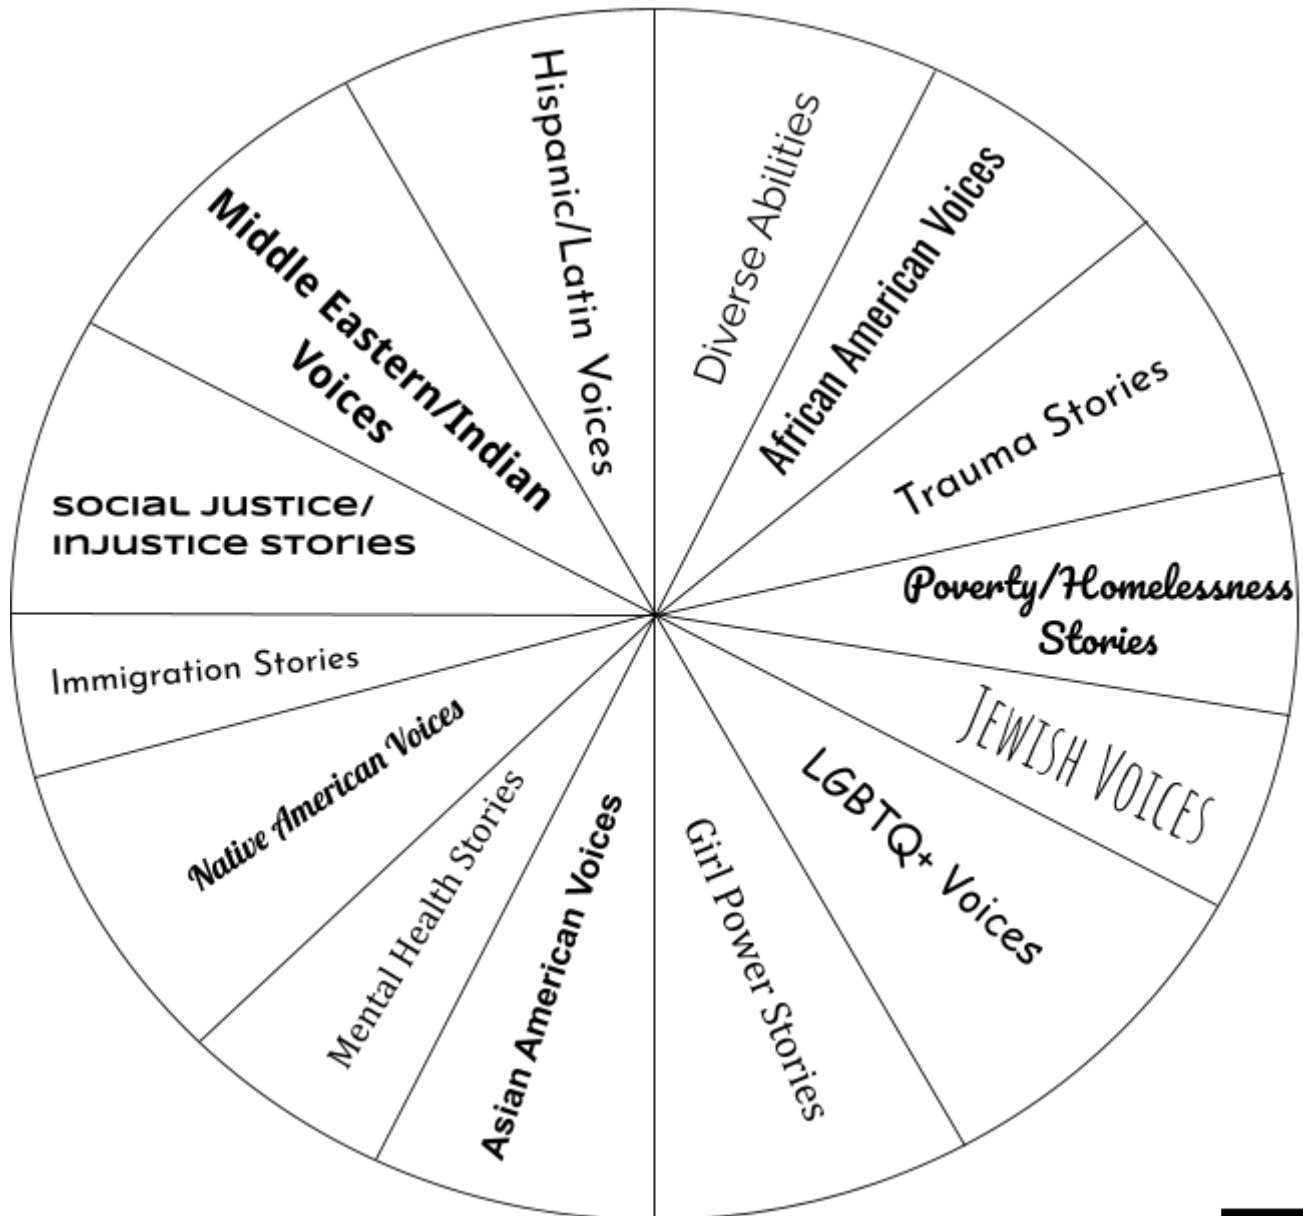 Diverse Abilities
African American Voices
Trauma Stories
Poverty/Homelessness
Stories
Jewish Voices
LGBTQ+ Voices
Girl Power Stories
Asian American Voices
Mental Health Stories
Native American Voices
Immigration Stories
Social Justice/
Injustice Stories
Middle Eastern/Indian
Voices
Hispanic/Latin Voices